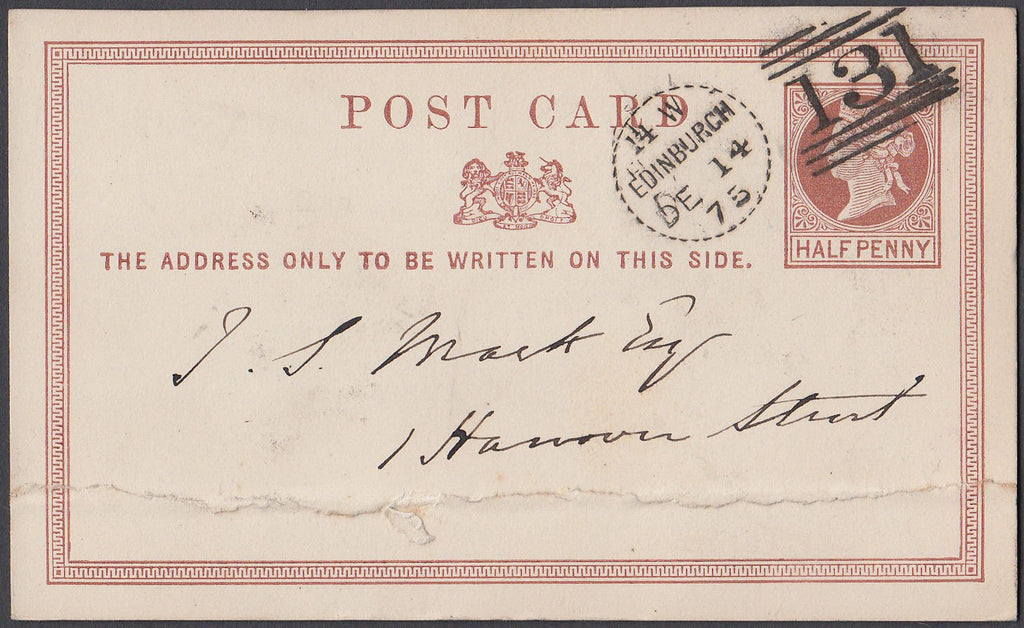 131
POST CARD
14 W
EDINBURGH
DE 14
75
HALFPENNY
THE ADDRESS ONLY TO BE WRITTEN ON THIS SIDE.
J. S. Mack Esq
1 Hanover Street